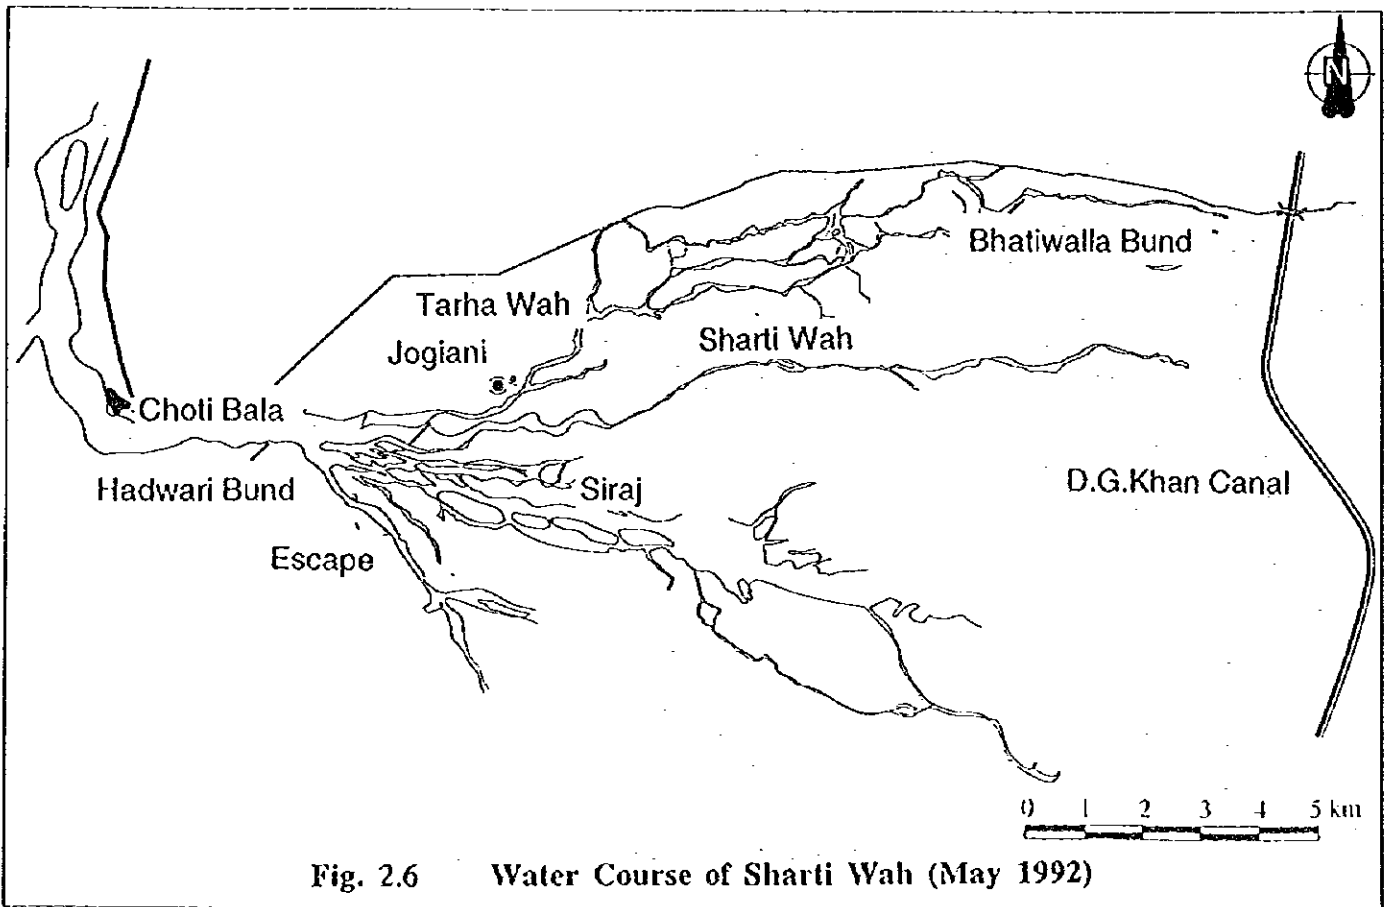 N
Bhatiwalla Bund
Tarha Wah
Sharti Wah
Jogiani
Choti Bala
Hadwari Bund
Siraj
D.G.Khan Canal
Escape
0 1 2 3 4 5 km
Fig. 2.6 Water Course of Sharti Wah (May 1992)